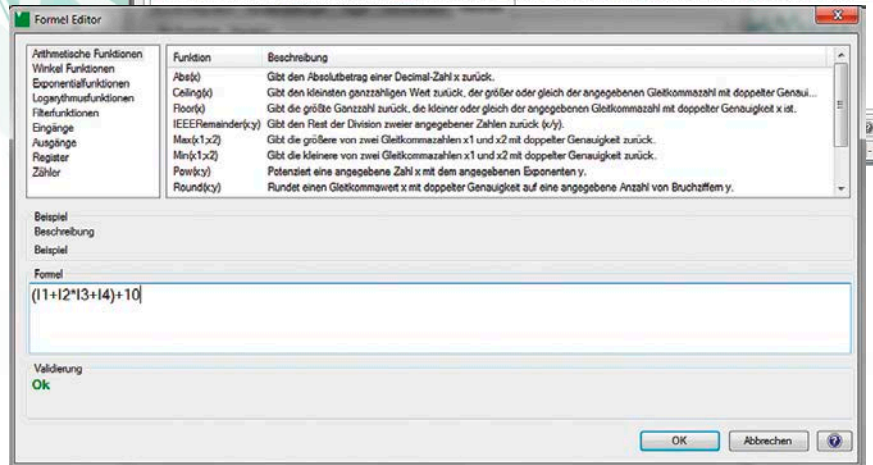 Formel Editor
Arithmetische Funktionen
Winkel Funktionen
Exponentialfunktionen
Logarythmusfunktionen
Filterfunktionen
Eingänge
Ausgänge
Register
Zähler
Funktion Beschreibung
Abs(x) Gibt den Absolutbetrag einer Decimal-Zahl x zurück.
Ceiling(x) Gibt den kleinsten ganzzahligen Wert zurück, der größer oder gleich der angegebenen Gleitkommazahl mit doppelter Genaui...
Floor(x) Gibt die größte Ganzzahl zurück, die kleiner oder gleich der angegebenen Gleitkommazahl mit doppelter Genauigkeit x ist.
IEEERemainder(x;y) Gibt den Rest der Division zweier angegebener Zahlen zurück (x/y).
Max(x1;x2) Gibt die größere von zwei Gleitkommazahlen x1 und x2 mit doppelter Genauigkeit zurück.
Min(x1;x2) Gibt die kleinere von zwei Gleitkommazahlen x1 und x2 mit doppelter Genauigkeit zurück.
Pow(x;y) Potenziert eine angegebene Zahl x mit dem angegebenen Exponenten y.
Round(x;y) Rundet einen Gleitkommawert x mit doppelter Genauigkeit auf eine angegebene Anzahl von Bruchziffern y.
Beispiel
Beschreibung
Beispiel
Formel
(I1+I2*I3+I4)+10
Validierung
Ok
OK Abbrechen